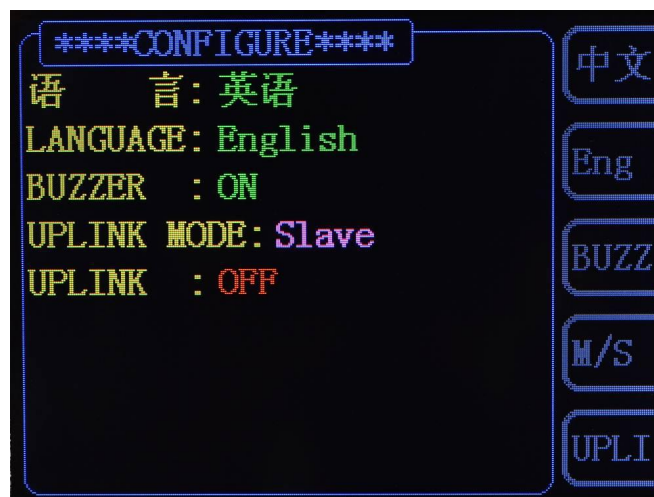 ****CONFIGURE****
语 言: 英语
LANGUAGE: English
BUZZER : ON
UPLINK MODE: Slave
UPLINK : OFF
中文
Eng
BUZZ
M/S
UPLI